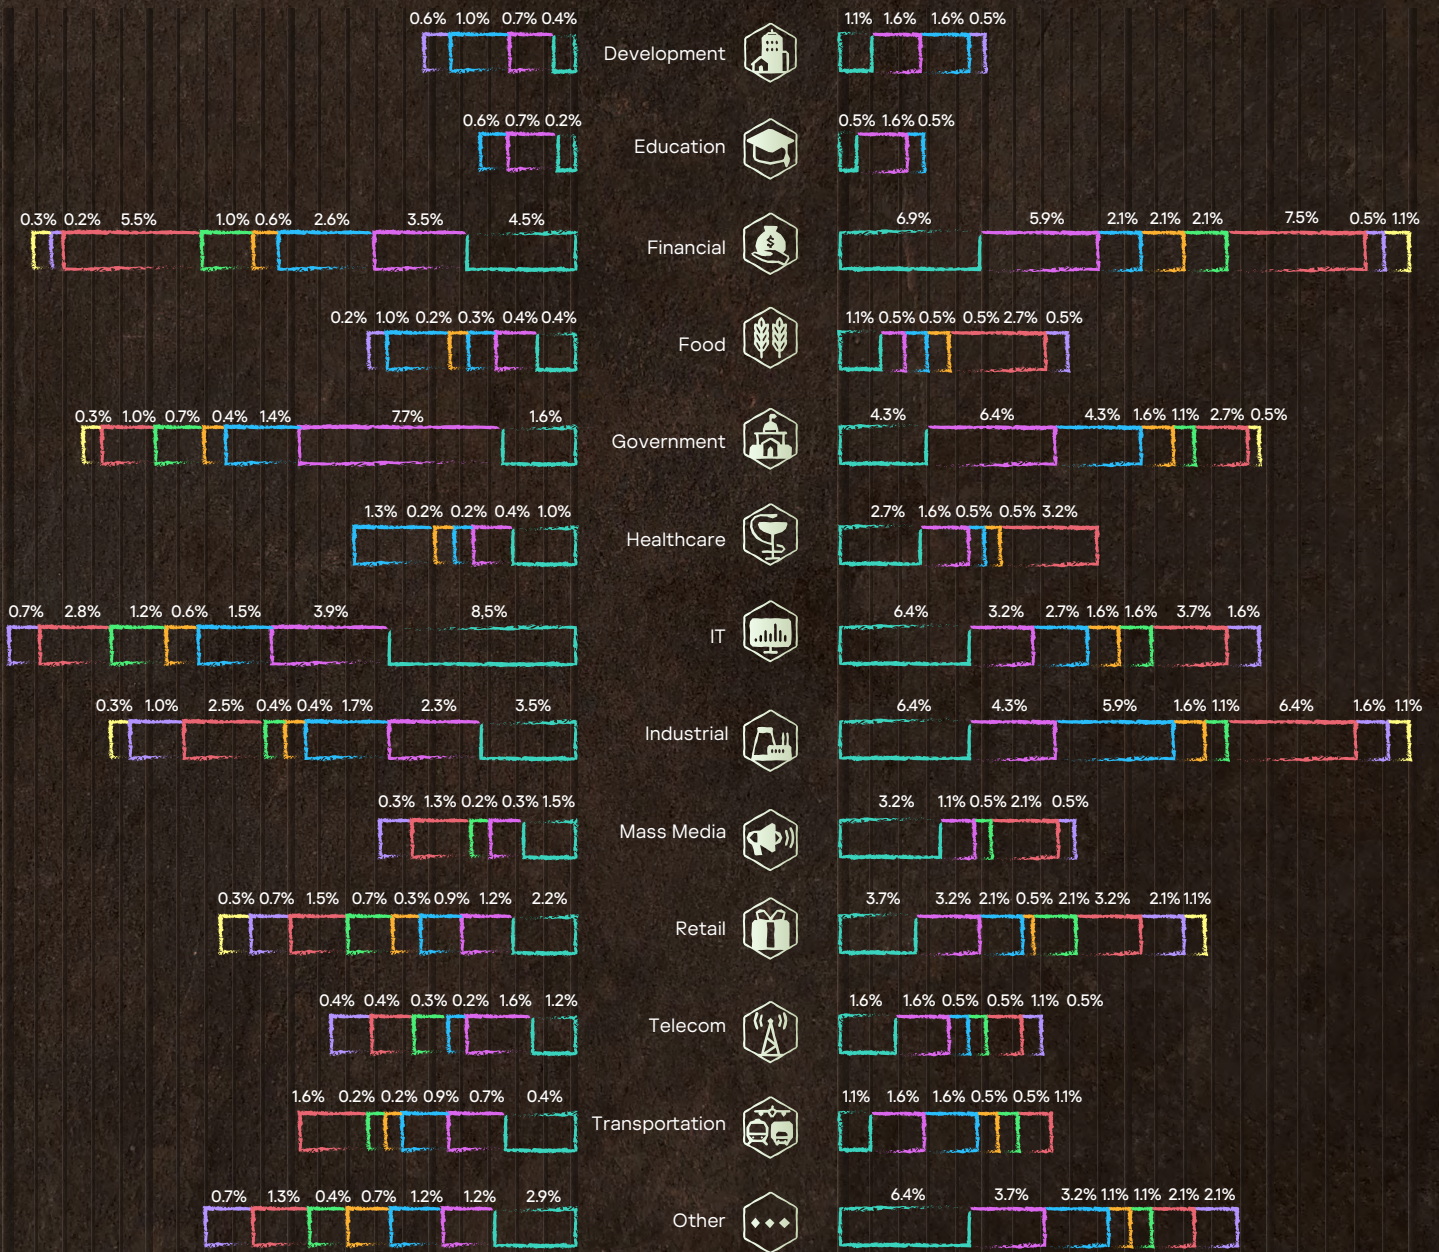 0.6% 1.0% 0.7% 0.4% Development 1.1% 1.6% 1.6% 0.5%
0.6% 0.7% 0.2% Education 0.5% 1.6% 0.5%
0.3% 0.2% 5.5% 1.0% 0.6% 2.6% 3.5% 4.5% Financial 6.9% 5.9% 2.1% 2.1% 2.1% 7.5% 0.5% 1.1%
0.2% 1.0% 0.2% 0.3% 0.4% 0.4% Food 1.1% 0.5% 0.5% 0.5% 2.7% 0.5%
0.3% 1.0% 0.7% 0.4% 1.4% 7.7% 1.6% Government 4.3% 6.4% 4.3% 1.6% 1.1% 2.7% 0.5%
1.3% 0.2% 0.2% 0.4% 1.0% Healthcare 2.7% 1.6% 0.5% 0.5% 3.2%
0.7% 2.8% 1.2% 0.6% 1.5% 3.9% 8,5% IT 6.4% 3.2% 2.7% 1.6% 1.6% 3.7% 1.6%
0.3% 1.0% 2.5% 0.4% 0.4% 1.7% 2.3% 3.5% Industrial 6.4% 4.3% 5.9% 1.6% 1.1% 6.4% 1.6% 1.1%
0.3% 1.3% 0.2% 0.3% 1.5% Mass Media 3.2% 1.1% 0.5% 2.1% 0.5%
0.3% 0.7% 1.5% 0.7% 0.3% 0.9% 1.2% 2.2% Retail 3.7% 3.2% 2.1% 0.5% 2.1% 3.2% 2.1% 1.1%
0.4% 0.4% 0.3% 0.2% 1.6% 1.2% Telecom 1.6% 1.6% 0.5% 0.5% 1.1% 0.5%
1.6% 0.2% 0.2% 0.9% 0.7% 0.4% Transportation 1.1% 1.6% 1.6% 0.5% 0.5% 1.1%
0.7% 1.3% 0.4% 0.7% 1.2% 1.2% 2.9% Other 6.4% 3.7% 3.2% 1.1% 1.1% 2.1% 2.1%